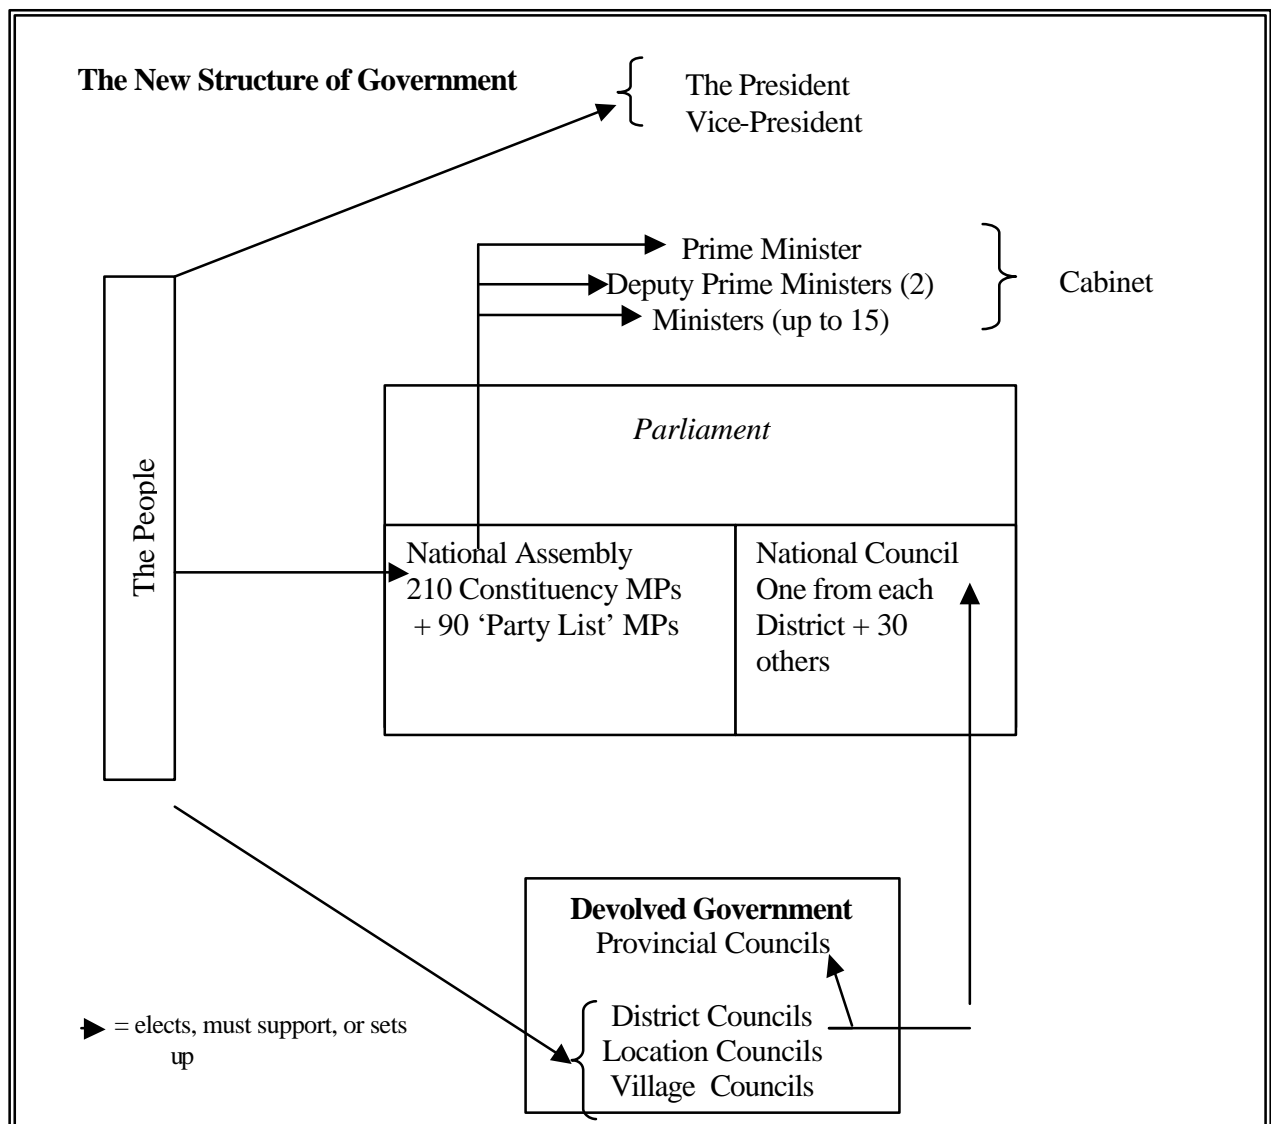 The New Structure of Government
The President
Vice-President
Prime Minister
Deputy Prime Ministers (2)
Ministers (up to 15)
Cabinet
The People
Parliament
National Assembly
210 Constituency MPs
+ 90 ‘Party List’ MPs
National Council
One from each
District + 30
others
Devolved Government
Provincial Councils
District Councils
Location Councils
Village Councils
= elects, must support, or sets
up